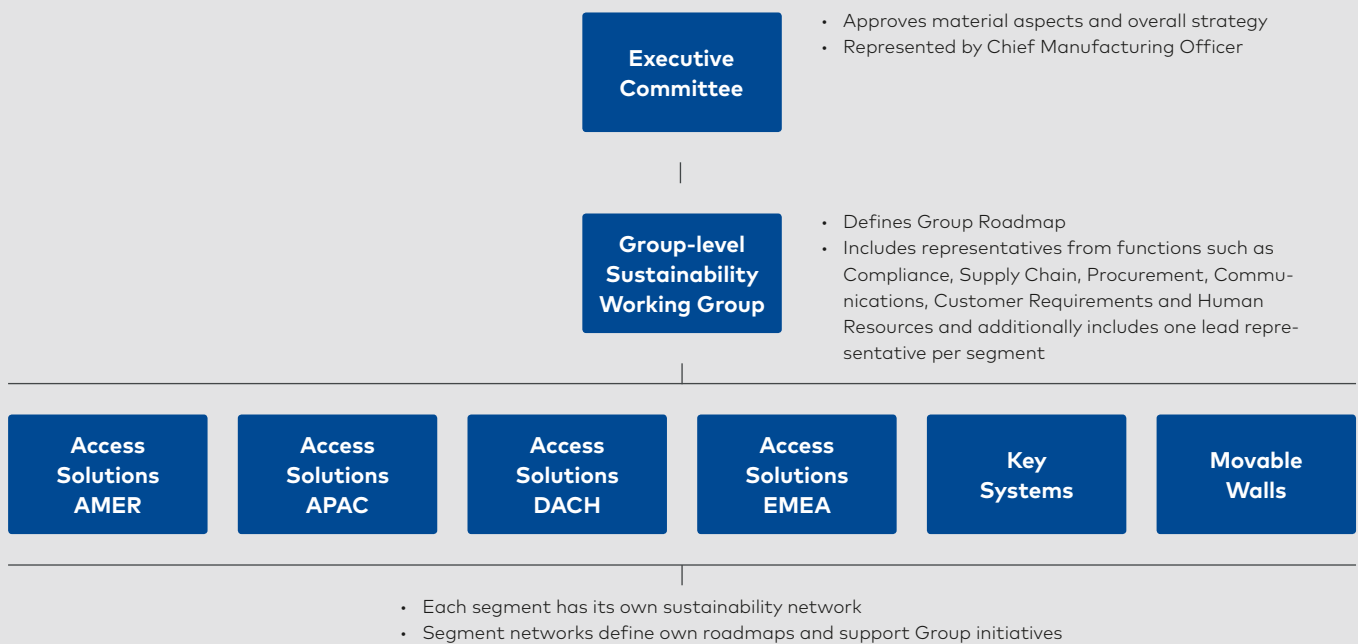 Executive
Committee
• Approves material aspects and overall strategy
• Represented by Chief Manufacturing Officer
Group-level
Sustainability
Working Group
• Defines Group Roadmap
• Includes representatives from functions such as
Compliance, Supply Chain, Procurement, Commu-
nications, Customer Requirements and Human
Resources and additionally includes one lead repre-
sentative per segment
Access
Solutions
AMER
Access
Solutions
APAC
Access
Solutions
DACH
Access
Solutions
EMEA
Key
Systems
Movable
Walls
• Each segment has its own sustainability network
• Segment networks define own roadmaps and support Group initiatives